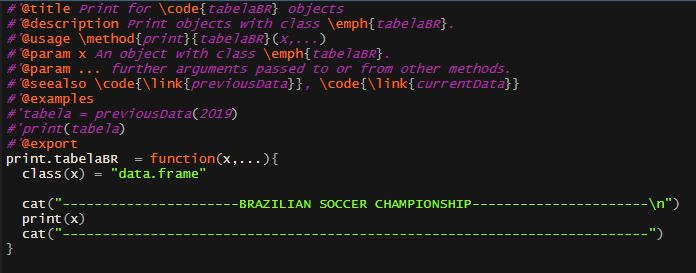 #'@title Print for \code{tabelaBR} objects
#'@description Print objects with class \emph{tabelaBR}.
#'@usage \method{print}{tabelaBR}(x,...)
#'@param x An object with class \emph{tabelaBR}.
#'@param ... further arguments passed to or from other methods.
#'@seealso \code{\link{previousData}}, \code{\link{currentData}}
#'@examples
#'tabela = previousData(2019)
#'print(tabela)
#'@export
print.tabelaBR  = function(x,...){
  class(x) = "data.frame"
  cat("----------------------BRAZILIAN SOCCER CHAMPIONSHIP----------------------\n")
  print(x)
  cat("-------------------------------------------------------------------------")
}